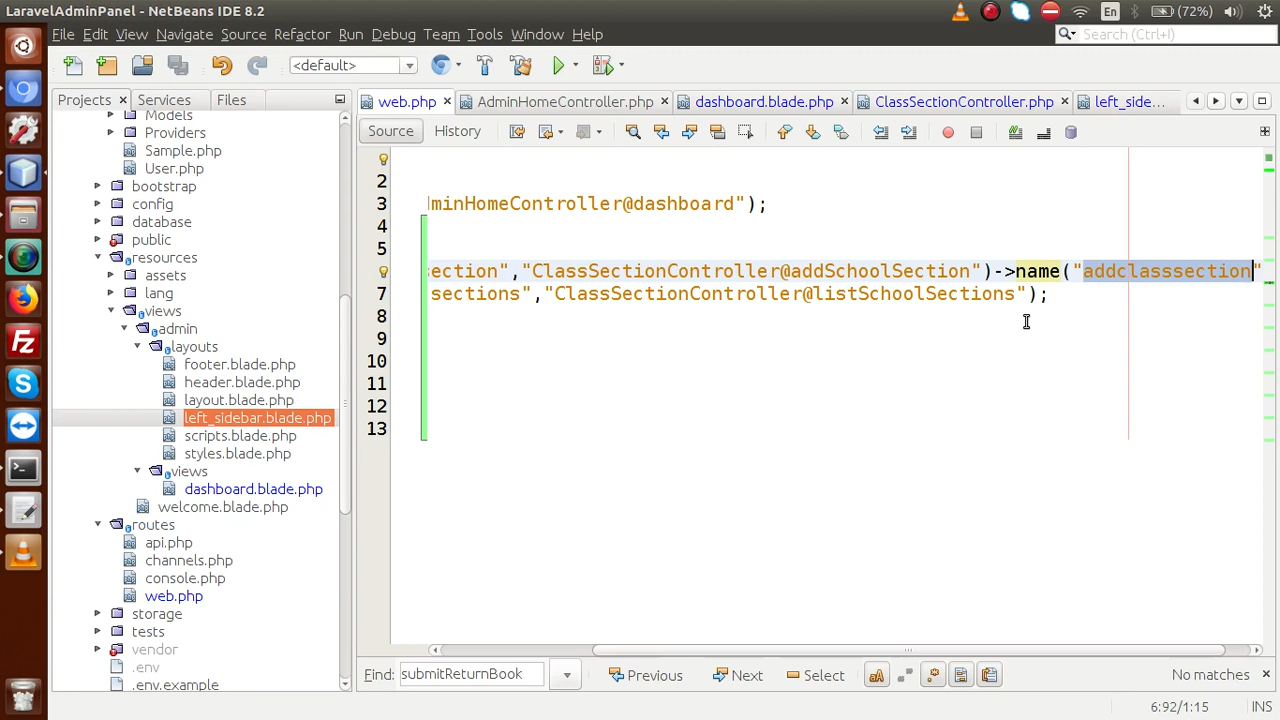 LaravelAdminPanel - NetBeans IDE 8.2
En
(72%)
File Edit View Navigate Source Refactor Run Debug Team Tools Window Help
Search (Ctrl+I)
<default>
Projects
Services
Files
web.php
AdminHomeController.php
dashboard.blade.php
ClassSectionController.php
left_side...
Source
History
Models
Providers
Sample.php
User.php
bootstrap
config
database
public
resources
assets
lang
views
admin
layouts
footer.blade.php
header.blade.php
layout.blade.php
left_sidebar.blade.php
scripts.blade.php
styles.blade.php
views
dashboard.blade.php
welcome.blade.php
routes
api.php
channels.php
console.php
web.php
storage
tests
vendor
.env
.env.example
2
3 minHomeController@dashboard");
4
5
section","ClassSectionController@addSchoolSection")->name("addclasssection"
7 sections","ClassSectionController@listSchoolSections");
8
9
10
11
12
13
Find: submitReturnBook Previous Next Select No matches
6:92/1:15 INS